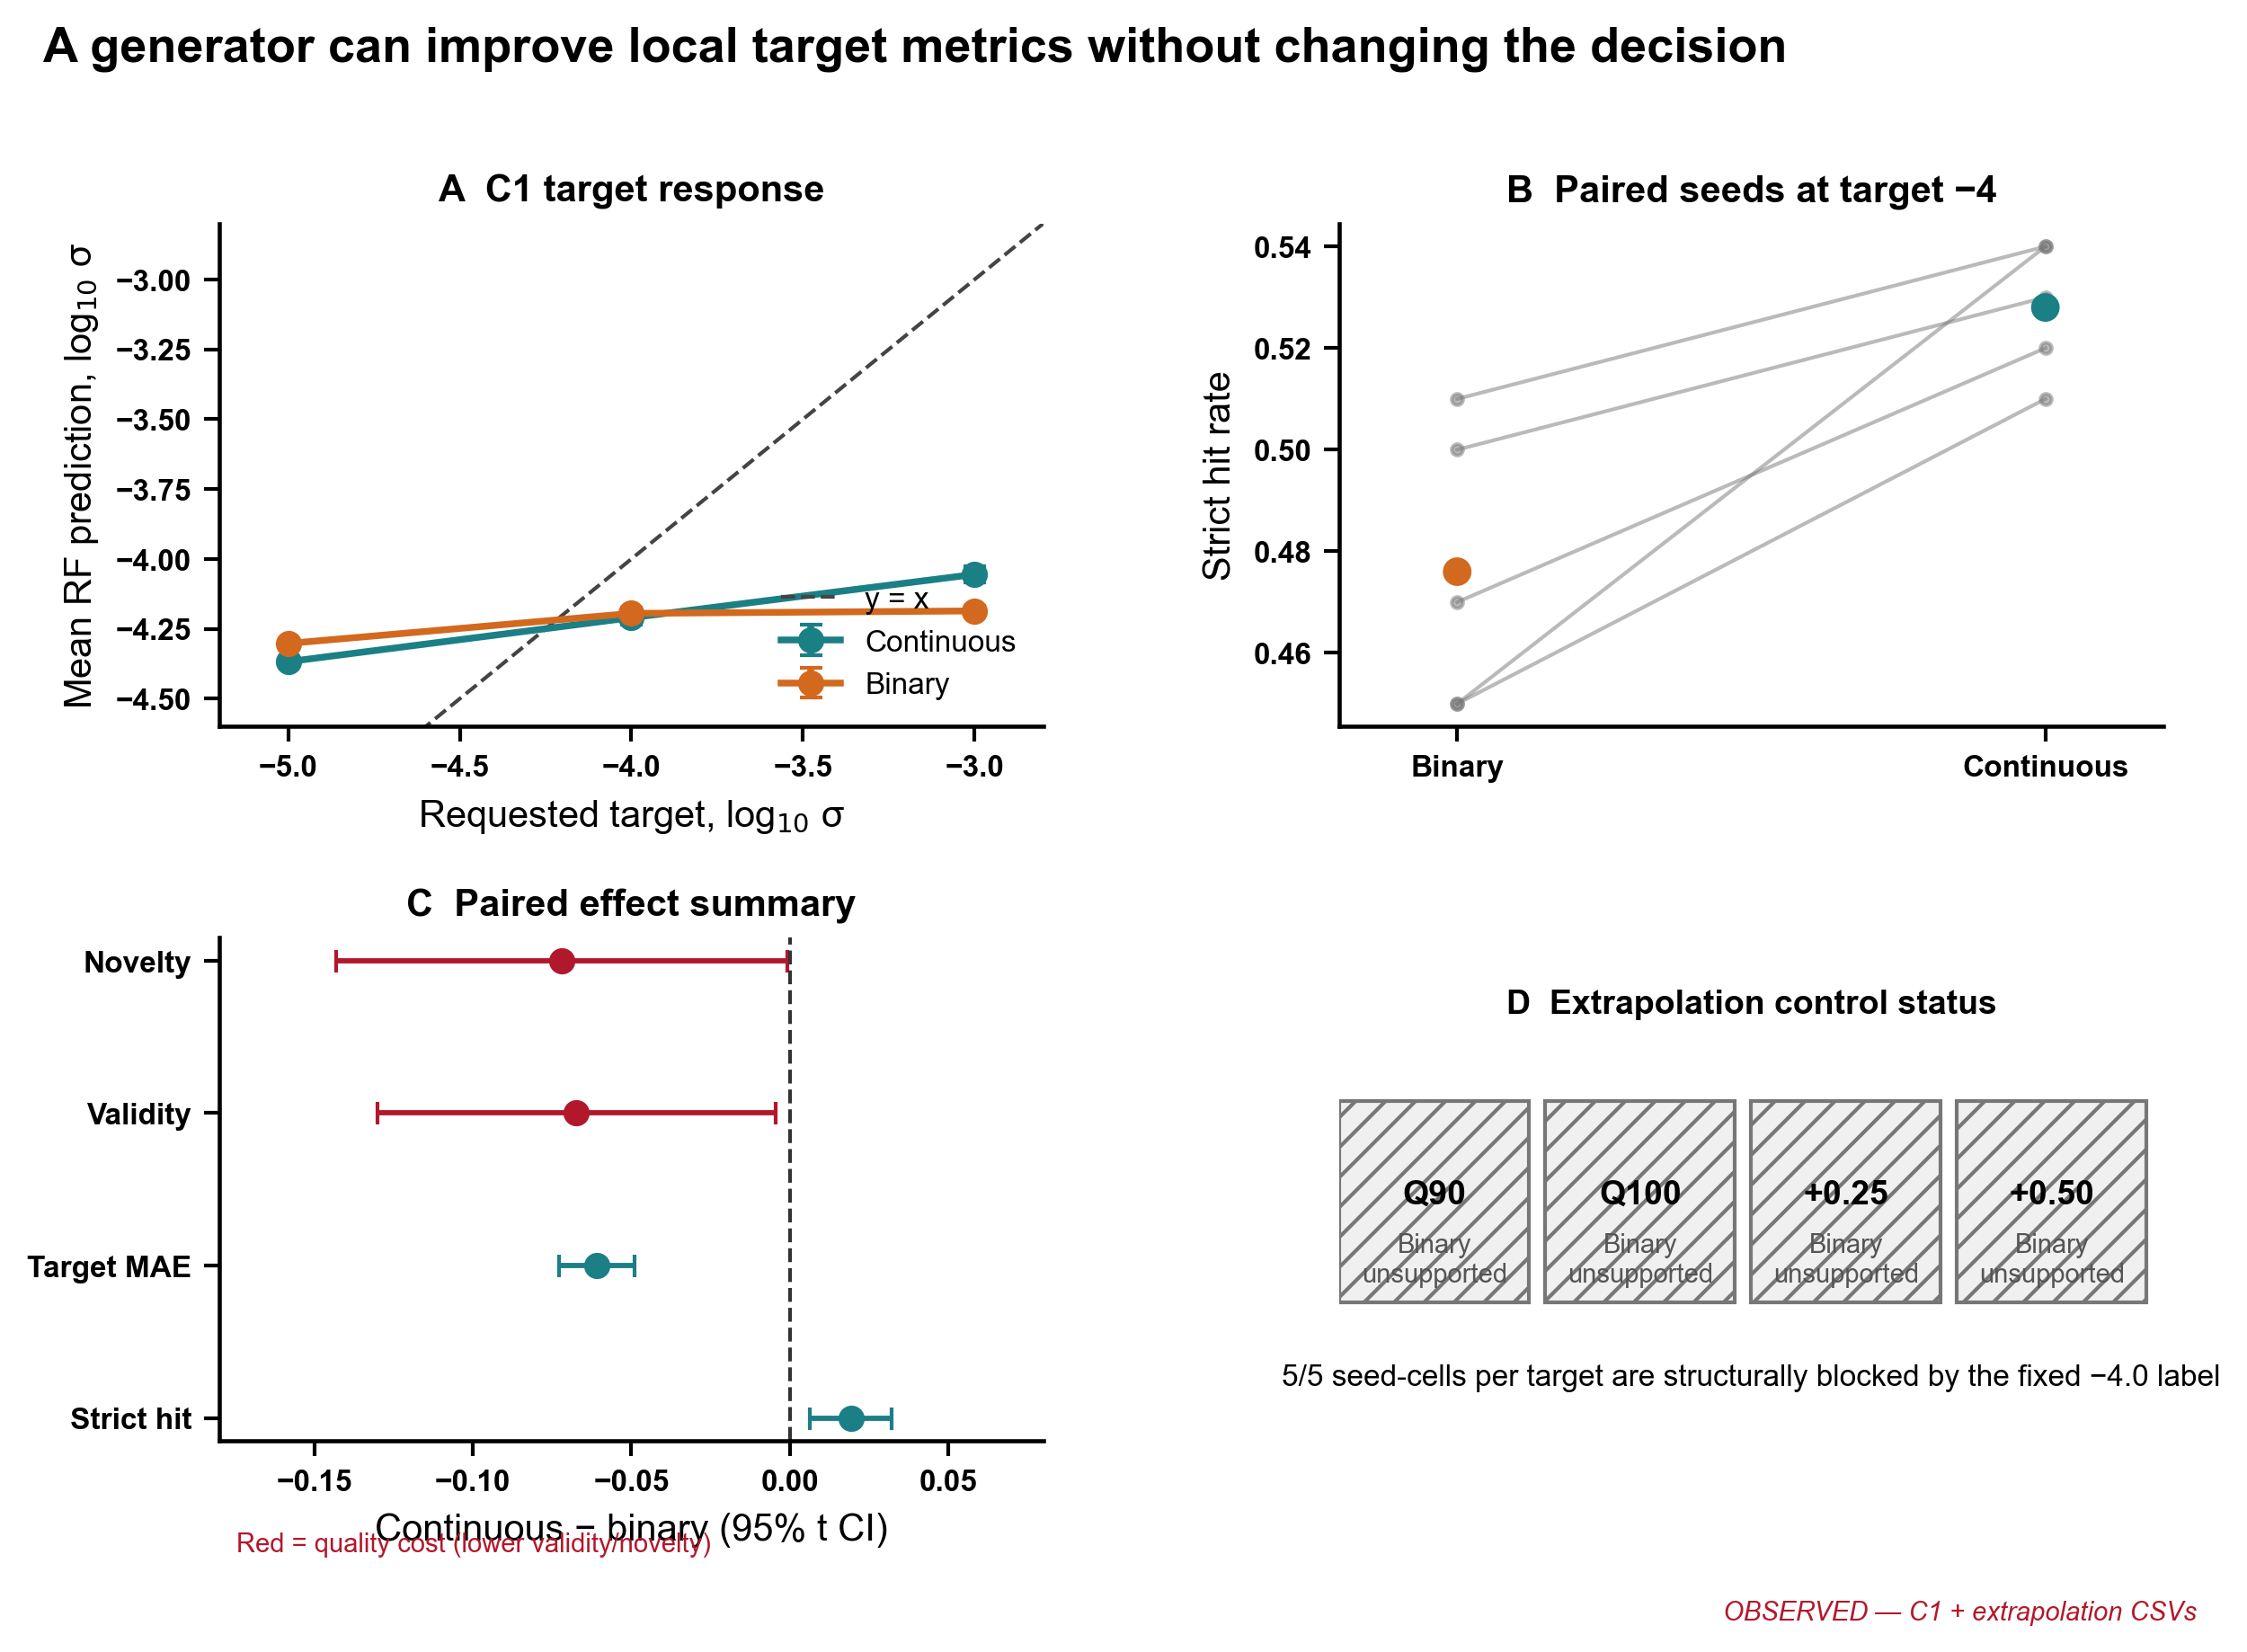 A generator can improve local target metrics without changing the decision
A C1 target response
Mean RF prediction, log₁₀ σ
−3.00
−3.25
−3.50
−3.75
−4.00
−4.25
−4.50
y = x
Continuous
Binary
−5.0 −4.5 −4.0 −3.5 −3.0
Requested target, log₁₀ σ
B Paired seeds at target −4
Strict hit rate
0.54
0.52
0.50
0.48
0.46
Binary Continuous
C Paired effect summary
Novelty
Validity
Target MAE
Strict hit
−0.15 −0.10 −0.05 0.00 0.05
Continuous − binary (95% t CI)
Red = quality cost (lower validity/novelty)
D Extrapolation control status
Q90 Q100 +0.25 +0.50
Binary Binary Binary Binary
unsupported unsupported unsupported unsupported
5/5 seed-cells per target are structurally blocked by the fixed −4.0 label
OBSERVED — C1 + extrapolation CSVs